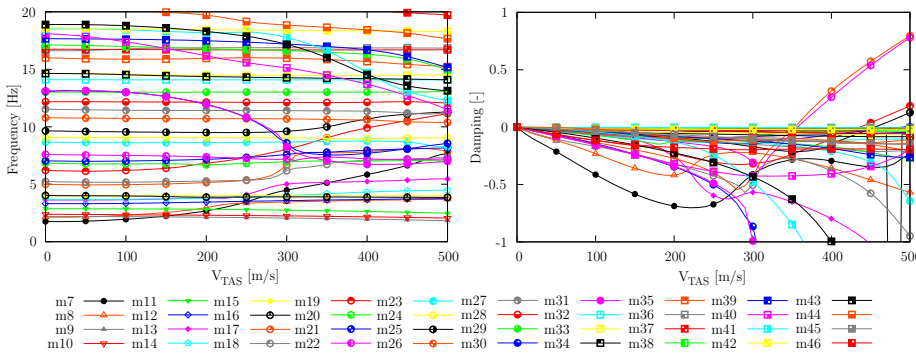 20
15
10
5
0
Frequency [Hz]
0 100 200 300 400 500
V_TAS [m/s]
1
0.5
0
-0.5
-1
Damping [-]
0 100 200 300 400 500
V_TAS [m/s]
m7 m11 m15 m19 m23 m27 m31 m35 m39 m43
m8 m12 m16 m20 m24 m28 m32 m36 m40 m44
m9 m13 m17 m21 m25 m29 m33 m37 m41 m45
m10 m14 m18 m22 m26 m30 m34 m38 m42 m46